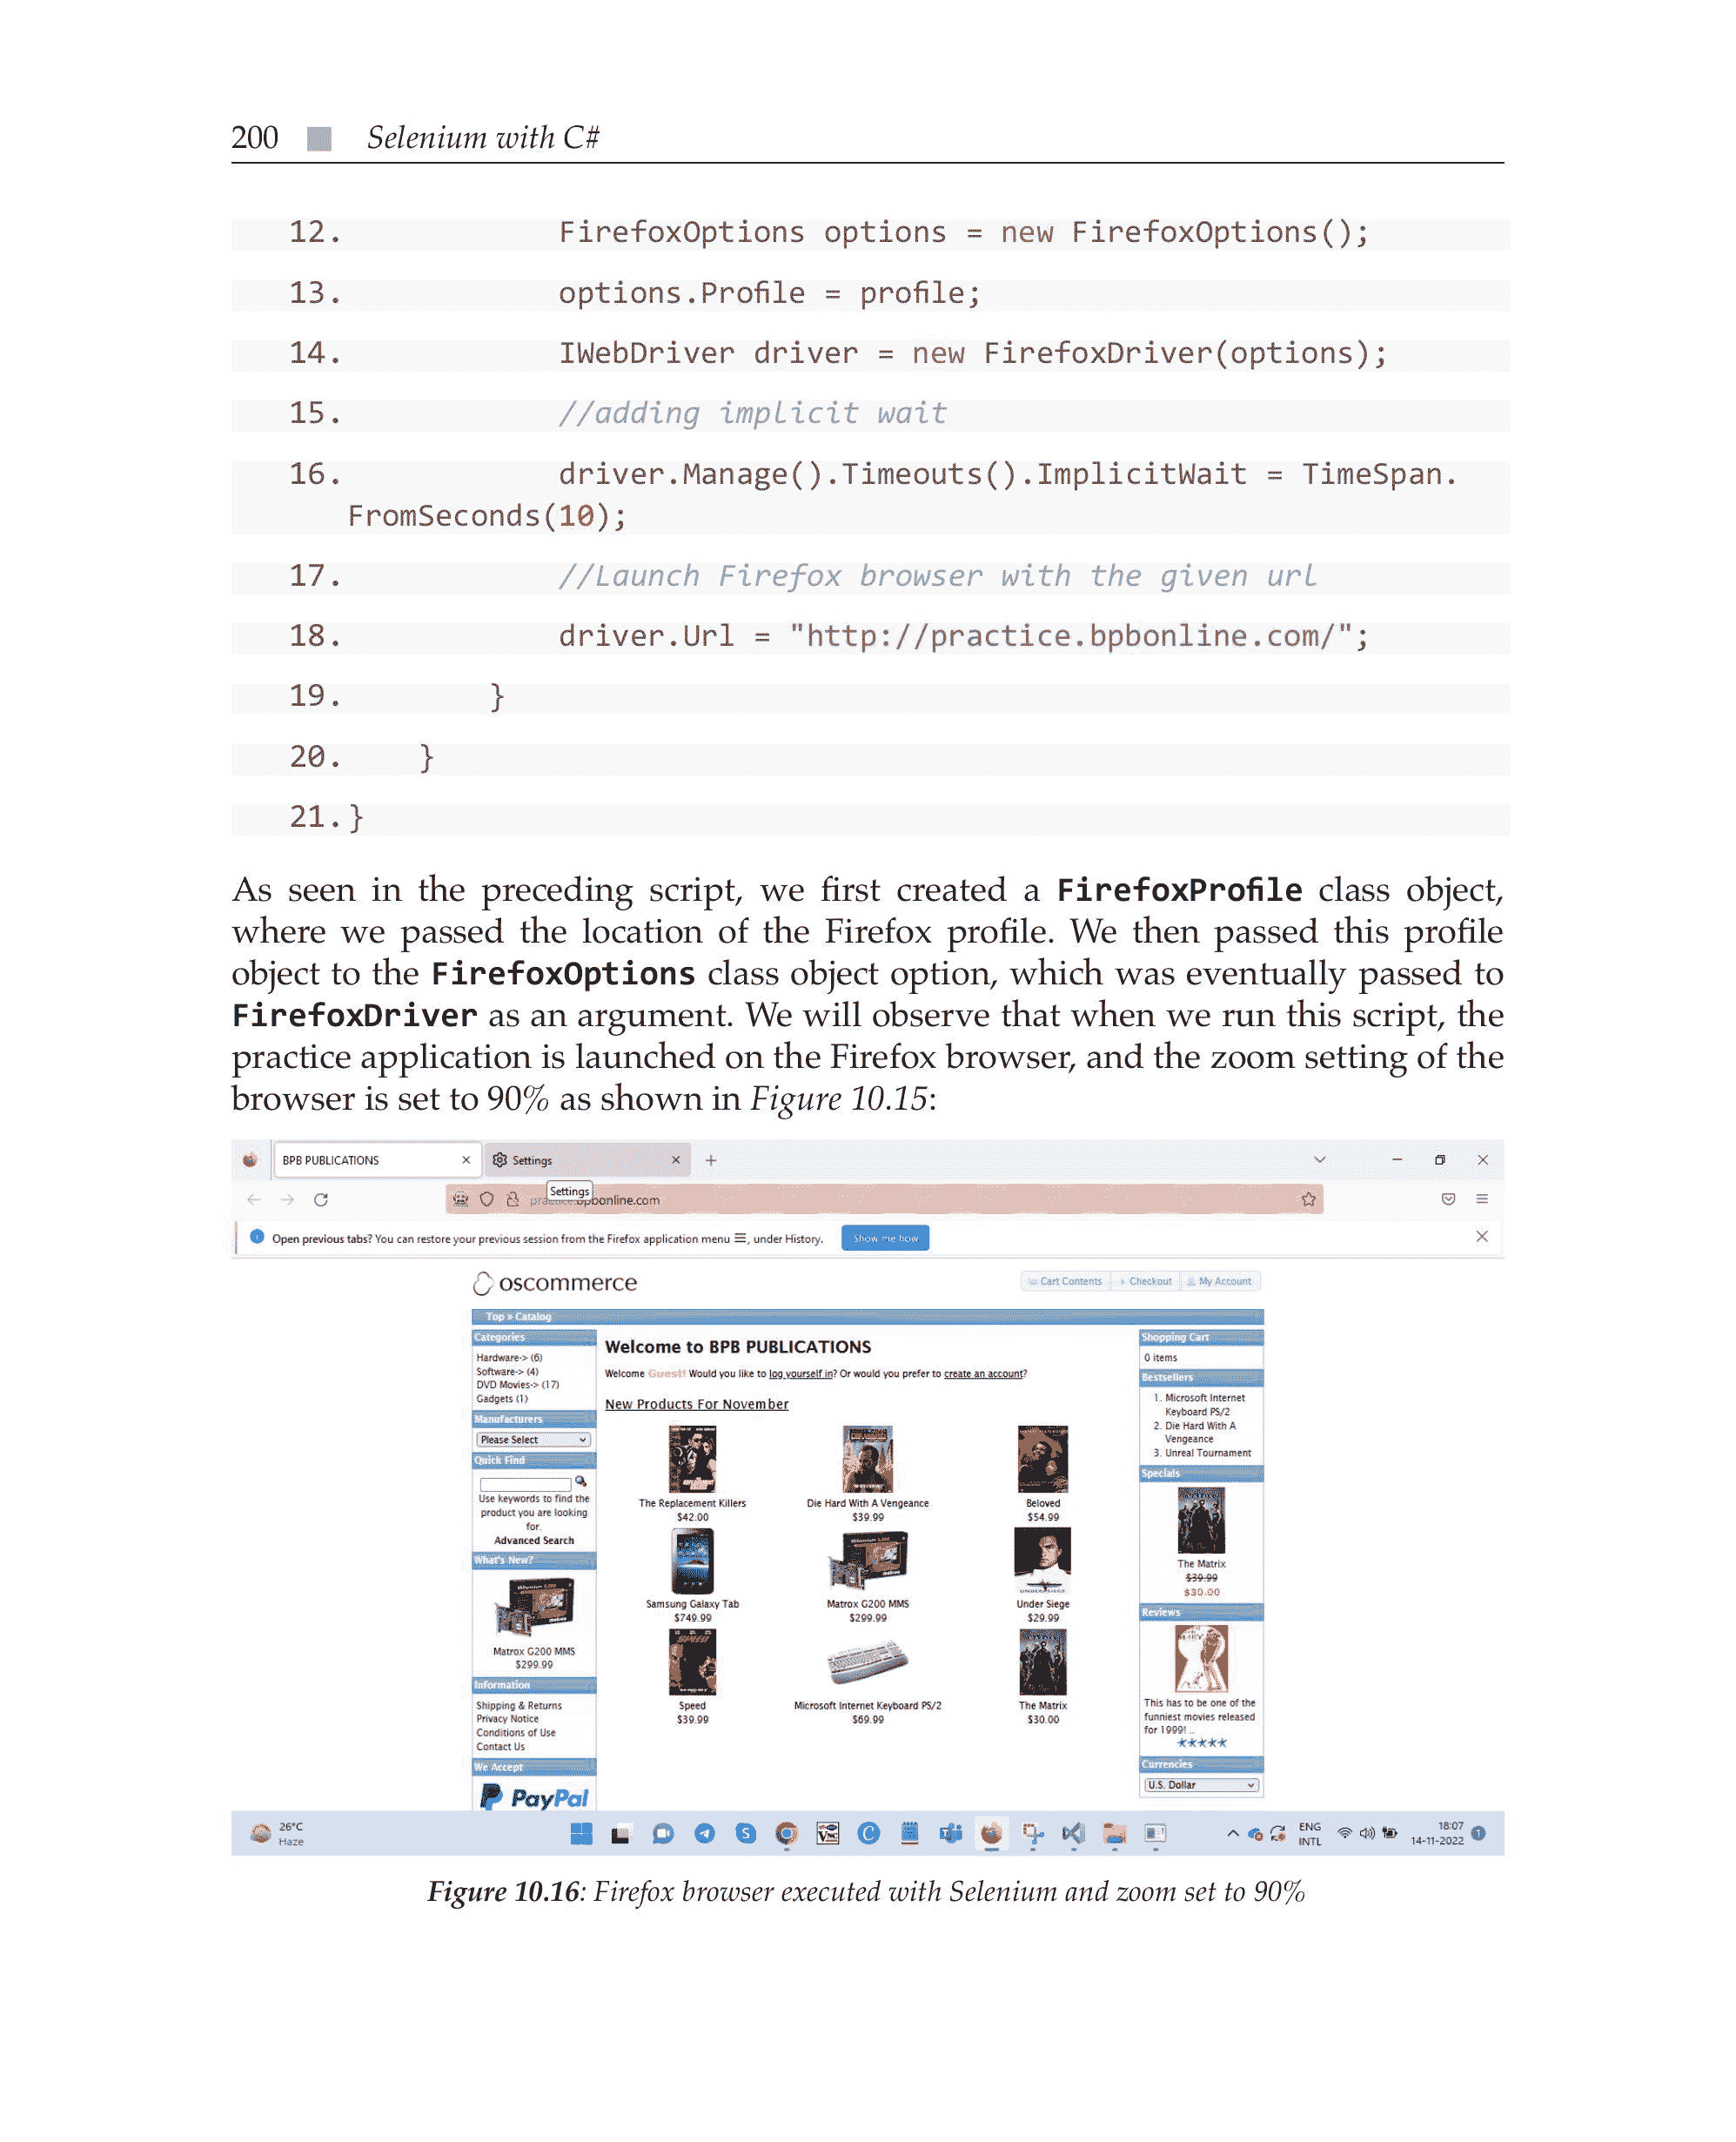 200 Selenium with C#
12. FirefoxOptions options = new FirefoxOptions();
13. options.Profile = profile;
14. IWebDriver driver = new FirefoxDriver(options);
15. //adding implicit wait
16. driver.Manage().Timeouts().ImplicitWait = TimeSpan.
FromSeconds(10);
17. //Launch Firefox browser with the given url
18. driver.Url = "http://practice.bpbonline.com/";
19. }
20. }
21. }
As seen in the preceding script, we first created a FirefoxProfile class object,
where we passed the location of the Firefox profile. We then passed this profile
object to the FirefoxOptions class object option, which was eventually passed to
FirefoxDriver as an argument. We will observe that when we run this script, the
practice application is launched on the Firefox browser, and the zoom setting of the
browser is set to 90% as shown in Figure 10.15:
BPB PUBLICATIONS Settings
Settings
bpbonline.com
Open previous tabs? You can restore your previous session from the Firefox application menu ☰, under History. Show me how
oscommerce
Cart Contents Checkout My Account
Top » Catalog
Categories
Hardware-> (6)
Software-> (4)
DVD Movies-> (17)
Gadgets (1)
Manufacturers
Please Select
Quick Find
Use keywords to find the
product you are looking
for.
Advanced Search
What's New?
Matrox G200 MMS
$299.99
Information
Shipping & Returns
Privacy Notice
Conditions of Use
Contact Us
We Accept
PayPal
Welcome to BPB PUBLICATIONS
Welcome Guest! Would you like to log yourself in? Or would you prefer to create an account?
New Products For November
The Replacement Killers
$42.00
Die Hard With A Vengeance
$39.99
Beloved
$54.99
Samsung Galaxy Tab
$749.99
Matrox G200 MMS
$299.99
Under Siege
$29.99
Speed
$39.99
Microsoft Internet Keyboard PS/2
$69.99
The Matrix
$30.00
Shopping Cart
0 items
Bestsellers
1. Microsoft Internet
Keyboard PS/2
2. Die Hard With A
Vengeance
3. Unreal Tournament
Specials
The Matrix
$39.99
$30.00
Reviews
This has to be one of the
funniest movies released
for 1999! ..
Currencies
U.S. Dollar
26°C
Haze
ENG
INTL
18:07
14-11-2022
Figure 10.16: Firefox browser executed with Selenium and zoom set to 90%